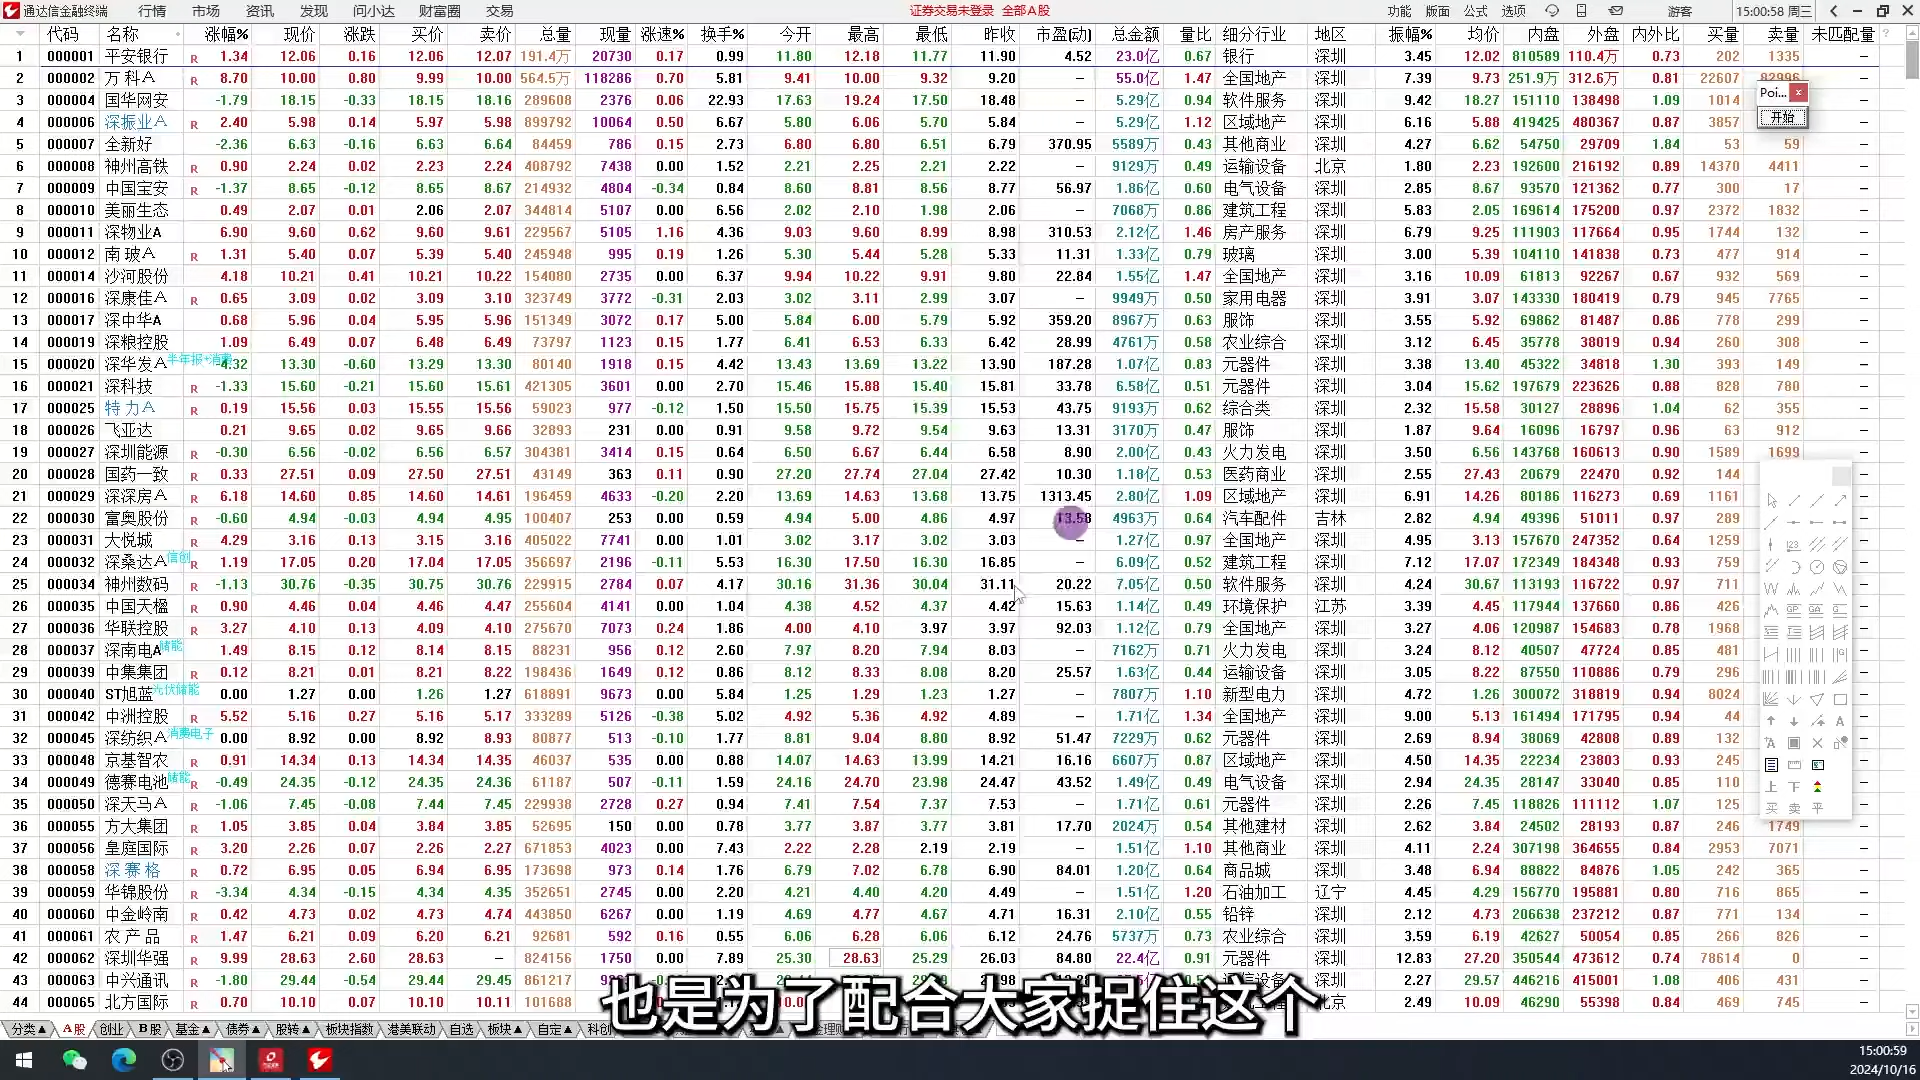 通达信金融终端 行情 市场 资讯 发现 问小达 财富圈 交易 证券交易未登录 全部A股 功能 版面 公式 选项 游客 15:00:58 周三
代码 名称 涨幅% 现价 涨跌 买价 卖价 总量 现量 涨速% 换手% 今开 最高 最低 昨收 市盈(动) 总金额 量比 细分行业 地区 振幅% 均价 内盘 外盘 内外比 买量 卖量 未匹配量
1 000001 平安银行 R 1.34 12.06 0.16 12.06 12.07 191.4万 20730 0.17 0.99 11.80 12.18 11.77 11.90 4.52 23.0亿 0.67 银行 深圳 3.45 12.02 810589 110.4万 0.73 202 1335 –
2 000002 万科A R 8.70 10.00 0.80 9.99 10.00 564.5万 118286 0.70 5.81 9.41 10.00 9.32 9.20 – 55.0亿 1.47 全国地产 深圳 7.39 9.73 251.9万 312.6万 0.81 22607 82996 –
3 000004 国华网安 -1.79 18.15 -0.33 18.15 18.16 289608 2376 0.06 22.93 17.63 19.24 17.50 18.48 – 5.29亿 0.94 软件服务 深圳 9.42 18.27 151110 138498 1.09 1014 –
4 000006 深振业A R 2.40 5.98 0.14 5.97 5.98 899792 10064 0.50 6.67 5.80 6.06 5.70 5.84 – 5.29亿 1.12 区域地产 深圳 6.16 5.88 419425 480367 0.87 3857 –
5 000007 全新好 -2.36 6.63 -0.16 6.63 6.64 84459 786 0.15 2.73 6.80 6.80 6.51 6.79 370.95 5589万 0.43 其他商业 深圳 4.27 6.62 54750 29709 1.84 53 59 –
6 000008 神州高铁 R 0.90 2.24 0.02 2.23 2.24 408792 7438 0.00 1.52 2.21 2.25 2.21 2.22 – 9129万 0.49 运输设备 北京 1.80 2.23 192600 216192 0.89 14370 4411 –
7 000009 中国宝安 R -1.37 8.65 -0.12 8.65 8.67 214932 4804 -0.34 0.84 8.60 8.81 8.56 8.77 56.97 1.86亿 0.60 电气设备 深圳 2.85 8.67 93570 121362 0.77 300 17 –
8 000010 美丽生态 0.49 2.07 0.01 2.06 2.07 344814 5107 0.00 6.56 2.02 2.10 1.98 2.06 – 7068万 0.86 建筑工程 深圳 5.83 2.05 169614 175200 0.97 2372 1832 –
9 000011 深物业A 6.90 9.60 0.62 9.60 9.61 229567 5105 1.16 4.36 9.03 9.60 8.99 8.98 310.53 2.12亿 1.46 房产服务 深圳 6.79 9.25 111903 117664 0.95 1744 132 –
10 000012 南玻A R 1.31 5.40 0.07 5.39 5.40 245948 995 0.19 1.26 5.30 5.44 5.28 5.33 11.31 1.33亿 0.79 玻璃 深圳 3.00 5.39 104110 141838 0.73 477 914 –
11 000014 沙河股份 4.18 10.21 0.41 10.21 10.22 154080 2735 0.00 6.37 9.94 10.22 9.91 9.80 22.84 1.55亿 1.47 全国地产 深圳 3.16 10.09 61813 92267 0.67 932 569 –
12 000016 深康佳A R 0.65 3.09 0.02 3.09 3.10 323749 3772 -0.31 2.03 3.02 3.11 2.99 3.07 – 9949万 0.50 家用电器 深圳 3.91 3.07 143330 180419 0.79 945 7765 –
13 000017 深中华A 0.68 5.96 0.04 5.95 5.96 151349 3072 0.17 5.00 5.84 6.00 5.79 5.92 359.20 8967万 0.63 服饰 深圳 3.55 5.92 69862 81487 0.86 778 299 –
14 000019 深粮控股 1.09 6.49 0.07 6.48 6.49 73797 1123 0.15 1.77 6.41 6.53 6.33 6.42 28.99 4761万 0.58 农业综合 深圳 3.12 6.45 35778 38019 0.94 260 308 –
15 000020 深华发A 半年报+消费 -4.32 13.30 -0.60 13.29 13.30 80140 1918 0.15 4.42 13.43 13.69 13.22 13.90 187.28 1.07亿 0.83 元器件 深圳 3.38 13.40 45322 34818 1.30 393 149 –
16 000021 深科技 R -1.33 15.60 -0.21 15.60 15.61 421305 3601 0.00 2.70 15.46 15.88 15.40 15.81 33.78 6.58亿 0.51 元器件 深圳 3.04 15.62 197679 223626 0.88 828 780 –
17 000025 特力A R 0.19 15.56 0.03 15.55 15.56 59023 977 -0.12 1.50 15.50 15.75 15.39 15.53 43.75 9193万 0.62 综合类 深圳 2.32 15.58 30127 28896 1.04 62 355 –
18 000026 飞亚达 0.21 9.65 0.02 9.65 9.66 32893 231 0.00 0.91 9.58 9.72 9.54 9.63 13.31 3170万 0.47 服饰 深圳 1.87 9.64 16096 16797 0.96 63 912 –
19 000027 深圳能源 R -0.30 6.56 -0.02 6.56 6.57 304381 3414 0.15 0.64 6.50 6.67 6.44 6.58 8.90 2.00亿 0.43 火力发电 深圳 3.50 6.56 143768 160613 0.90 1589 1699 –
20 000028 国药一致 R 0.33 27.51 0.09 27.50 27.51 43149 363 0.11 0.90 27.20 27.74 27.04 27.42 10.30 1.18亿 0.53 医药商业 深圳 2.55 27.43 20679 22470 0.92 144 –
21 000029 深深房A R 6.18 14.60 0.85 14.60 14.61 196459 4633 -0.20 2.20 13.69 14.63 13.68 13.75 1313.45 2.80亿 1.09 区域地产 深圳 6.91 14.26 80186 116273 0.69 1161 –
22 000030 富奥股份 R -0.60 4.94 -0.03 4.94 4.95 100407 253 0.00 0.59 4.94 5.00 4.86 4.97 13.58 4963万 0.64 汽车配件 吉林 2.82 4.94 49396 51011 0.97 289 –
23 000031 大悦城 R 4.29 3.16 0.13 3.15 3.16 405022 7741 0.00 1.01 3.02 3.17 3.02 3.03 – 1.27亿 0.97 全国地产 深圳 4.95 3.13 157670 247352 0.64 1259 –
24 000032 深桑达A 信创 R 1.19 17.05 0.20 17.04 17.05 356697 2196 -0.11 5.53 16.30 17.50 16.30 16.85 – 6.09亿 0.52 建筑工程 深圳 7.12 17.07 172349 184348 0.93 759 –
25 000034 神州数码 R -1.13 30.76 -0.35 30.75 30.76 229915 2784 0.07 4.17 30.16 31.36 30.04 31.11 20.22 7.05亿 0.50 软件服务 深圳 4.24 30.67 113193 116722 0.97 711 –
26 000035 中国天楹 R 0.90 4.46 0.04 4.46 4.47 255604 4141 0.00 1.04 4.38 4.52 4.37 4.42 15.63 1.14亿 0.49 环境保护 江苏 3.39 4.45 117944 137660 0.86 426 –
27 000036 华联控股 R 3.27 4.10 0.13 4.09 4.10 275670 7073 0.24 1.86 4.00 4.10 3.97 3.97 92.03 1.12亿 0.79 全国地产 深圳 3.27 4.06 120987 154683 0.78 1968 –
28 000037 深南电A 储能 1.49 8.15 0.12 8.14 8.15 88231 956 0.12 2.60 7.97 8.20 7.94 8.03 – 7162万 0.71 火力发电 深圳 3.24 8.12 40507 47724 0.85 481 –
29 000039 中集集团 R 0.12 8.21 0.01 8.21 8.22 198436 1649 0.12 0.86 8.12 8.33 8.08 8.20 25.57 1.63亿 0.44 运输设备 深圳 3.05 8.22 87550 110886 0.79 296 –
30 000040 ST旭蓝 光伏储能 0.00 1.27 0.00 1.26 1.27 618891 9673 0.00 5.84 1.25 1.29 1.23 1.27 – 7807万 1.10 新型电力 深圳 4.72 1.26 300072 318819 0.94 8024 –
31 000042 中洲控股 R 5.52 5.16 0.27 5.16 5.17 333289 5126 -0.38 5.02 4.92 5.36 4.92 4.89 – 1.71亿 1.34 全国地产 深圳 9.00 5.13 161494 171795 0.94 44 –
32 000045 深纺织A 消费电子 0.00 8.92 0.00 8.92 8.93 80877 513 -0.10 1.77 8.81 9.04 8.80 8.92 51.47 7229万 0.62 元器件 深圳 2.69 8.94 38069 42808 0.89 132 –
33 000048 京基智农 R 0.91 14.34 0.13 14.34 14.35 46037 535 0.00 0.88 14.07 14.63 13.99 14.21 16.16 6607万 0.87 区域地产 深圳 4.50 14.35 22234 23803 0.93 245 –
34 000049 德赛电池 储能 R -0.49 24.35 -0.12 24.35 24.36 61187 507 -0.11 1.59 24.16 24.70 23.98 24.47 43.52 1.49亿 0.49 电气设备 深圳 2.94 24.35 28147 33040 0.85 110 –
35 000050 深天马A R -1.06 7.45 -0.08 7.44 7.45 229938 2728 0.27 0.94 7.41 7.54 7.37 7.53 – 1.71亿 0.61 元器件 深圳 2.26 7.45 118826 111112 1.07 125 –
36 000055 方大集团 R 1.05 3.85 0.04 3.84 3.85 52695 150 0.00 0.78 3.77 3.87 3.77 3.81 17.70 2024万 0.54 其他建材 深圳 2.62 3.84 24502 28193 0.87 246 1749 –
37 000056 皇庭国际 R 3.20 2.26 0.07 2.26 2.27 671853 4023 0.00 7.43 2.22 2.28 2.19 2.19 – 1.51亿 1.10 其他商业 深圳 4.11 2.24 307198 364655 0.84 2953 7071 –
38 000058 深赛格 R 0.72 6.95 0.05 6.94 6.95 173698 973 0.14 1.76 6.79 7.02 6.78 6.90 84.01 1.20亿 0.64 商品城 深圳 3.48 6.94 88822 84876 1.05 242 365 –
39 000059 华锦股份 R -3.34 4.34 -0.15 4.34 4.35 352651 2745 0.00 2.20 4.21 4.40 4.20 4.49 – 1.51亿 1.20 石油加工 辽宁 4.45 4.29 156770 195881 0.80 716 865 –
40 000060 中金岭南 R 0.42 4.73 0.02 4.73 4.74 443850 6267 0.00 1.19 4.69 4.77 4.67 4.71 16.31 2.10亿 0.55 铅锌 深圳 2.12 4.73 206638 237212 0.87 771 134 –
41 000061 农产品 R 1.47 6.21 0.09 6.20 6.21 92681 592 0.16 0.55 6.06 6.28 6.06 6.12 24.76 5737万 0.73 农业综合 深圳 3.59 6.19 42627 50054 0.85 266 826 –
42 000062 深圳华强 R 9.99 28.63 2.60 28.63 – 824156 1750 0.00 7.89 25.30 28.63 25.29 26.03 84.80 22.4亿 0.91 元器件 深圳 12.83 27.20 350544 473612 0.74 78614 0 –
43 000063 中兴通讯 R -1.80 29.44 -0.54 29.44 29.45 861217 设备 深圳 2.27 29.57 446216 415001 1.08 406 431 –
44 000065 北方国际 R 0.70 10.10 0.07 10.10 10.11 101688 北京 2.49 10.09 46290 55398 0.84 469 745 –
Poi...
开始
上 下
买 卖 平
也是为了配合大家捉住这个
分类 A股 创业 B股 基金 债券 股转 板块指数 港美联动 自选 板块 自定 科创
15:00:59
2024/10/16